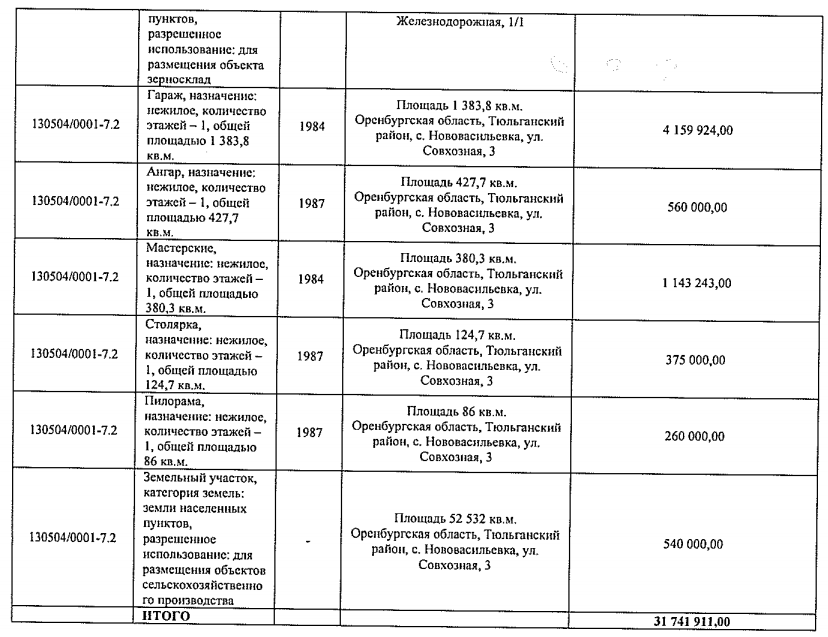 пунктов,
разрешенное
использование: для
размещения объекта
зерносклад
Железнодорожная, 1/1
130504/0001-7.2
Гараж, назначение:
нежилое, количество
этажей – 1, общей
площадью 1 383,8
кв.м.
1984
Площадь 1 383,8 кв.м.
Оренбургская область, Тюльганский
район, с. Нововасильевка, ул.
Совхозная, 3
4 159 924,00
130504/0001-7.2
Ангар, назначение:
нежилое, количество
этажей – 1, общей
площадью 427,7
кв.м.
1987
Площадь 427,7 кв.м.
Оренбургская область, Тюльганский
район, с. Нововасильевка, ул.
Совхозная, 3
560 000,00
130504/0001-7.2
Мастерские,
назначение: нежилое,
количество этажей –
1, общей площадью
380,3 кв.м.
1984
Площадь 380,3 кв.м.
Оренбургская область, Тюльганский
район, с. Нововасильевка, ул.
Совхозная, 3
1 143 243,00
130504/0001-7.2
Столярка,
назначение: нежилое,
количество этажей –
1, общей площадью
124,7 кв.м.
1987
Площадь 124,7 кв.м.
Оренбургская область, Тюльганский
район, с. Нововасильевка, ул.
Совхозная, 3
375 000,00
130504/0001-7.2
Пилорама,
назначение: нежилое,
количество этажей –
1, общей площадью
86 кв.м.
1987
Площадь 86 кв.м.
Оренбургская область, Тюльганский
район, с. Нововасильевка, ул.
Совхозная, 3
260 000,00
130504/0001-7.2
Земельный участок,
категория земель:
земли населенных
пунктов,
разрешенное
использование: для
размещения объектов
сельскохозяйственно
го производства
-
Площадь 52 532 кв.м.
Оренбургская область, Тюльганский
район, с. Нововасильевка, ул.
Совхозная, 3
540 000,00
ИТОГО
31 741 911,00